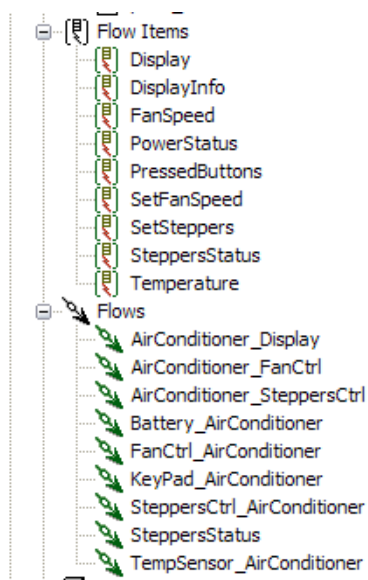 Flow Items
Display
DisplayInfo
FanSpeed
PowerStatus
PressedButtons
SetFanSpeed
SetSteppers
SteppersStatus
Temperature
Flows
AirConditioner_Display
AirConditioner_FanCtrl
AirConditioner_SteppersCtrl
Battery_AirConditioner
FanCtrl_AirConditioner
KeyPad_AirConditioner
SteppersCtrl_AirConditioner
SteppersStatus
TempSensor_AirConditioner